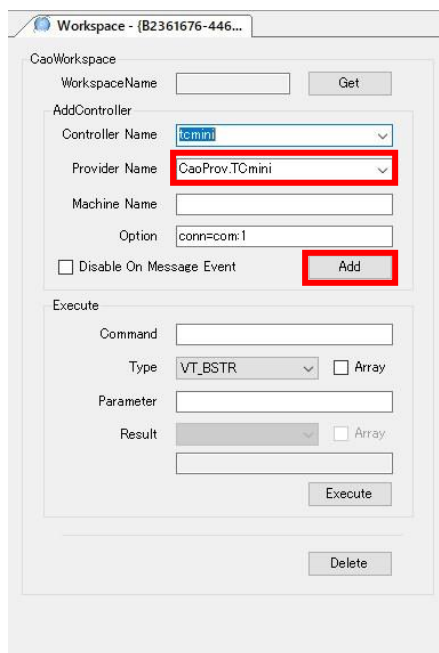 Workspace - {B2361676-446...
CaoWorkspace
WorkspaceName Get
AddController
Controller Name tcmini
Provider Name CaoProv.TCmini
Machine Name
Option conn=com:1
Disable On Message Event Add
Execute
Command
Type VT_BSTR Array
Parameter
Result Array
Execute
Delete